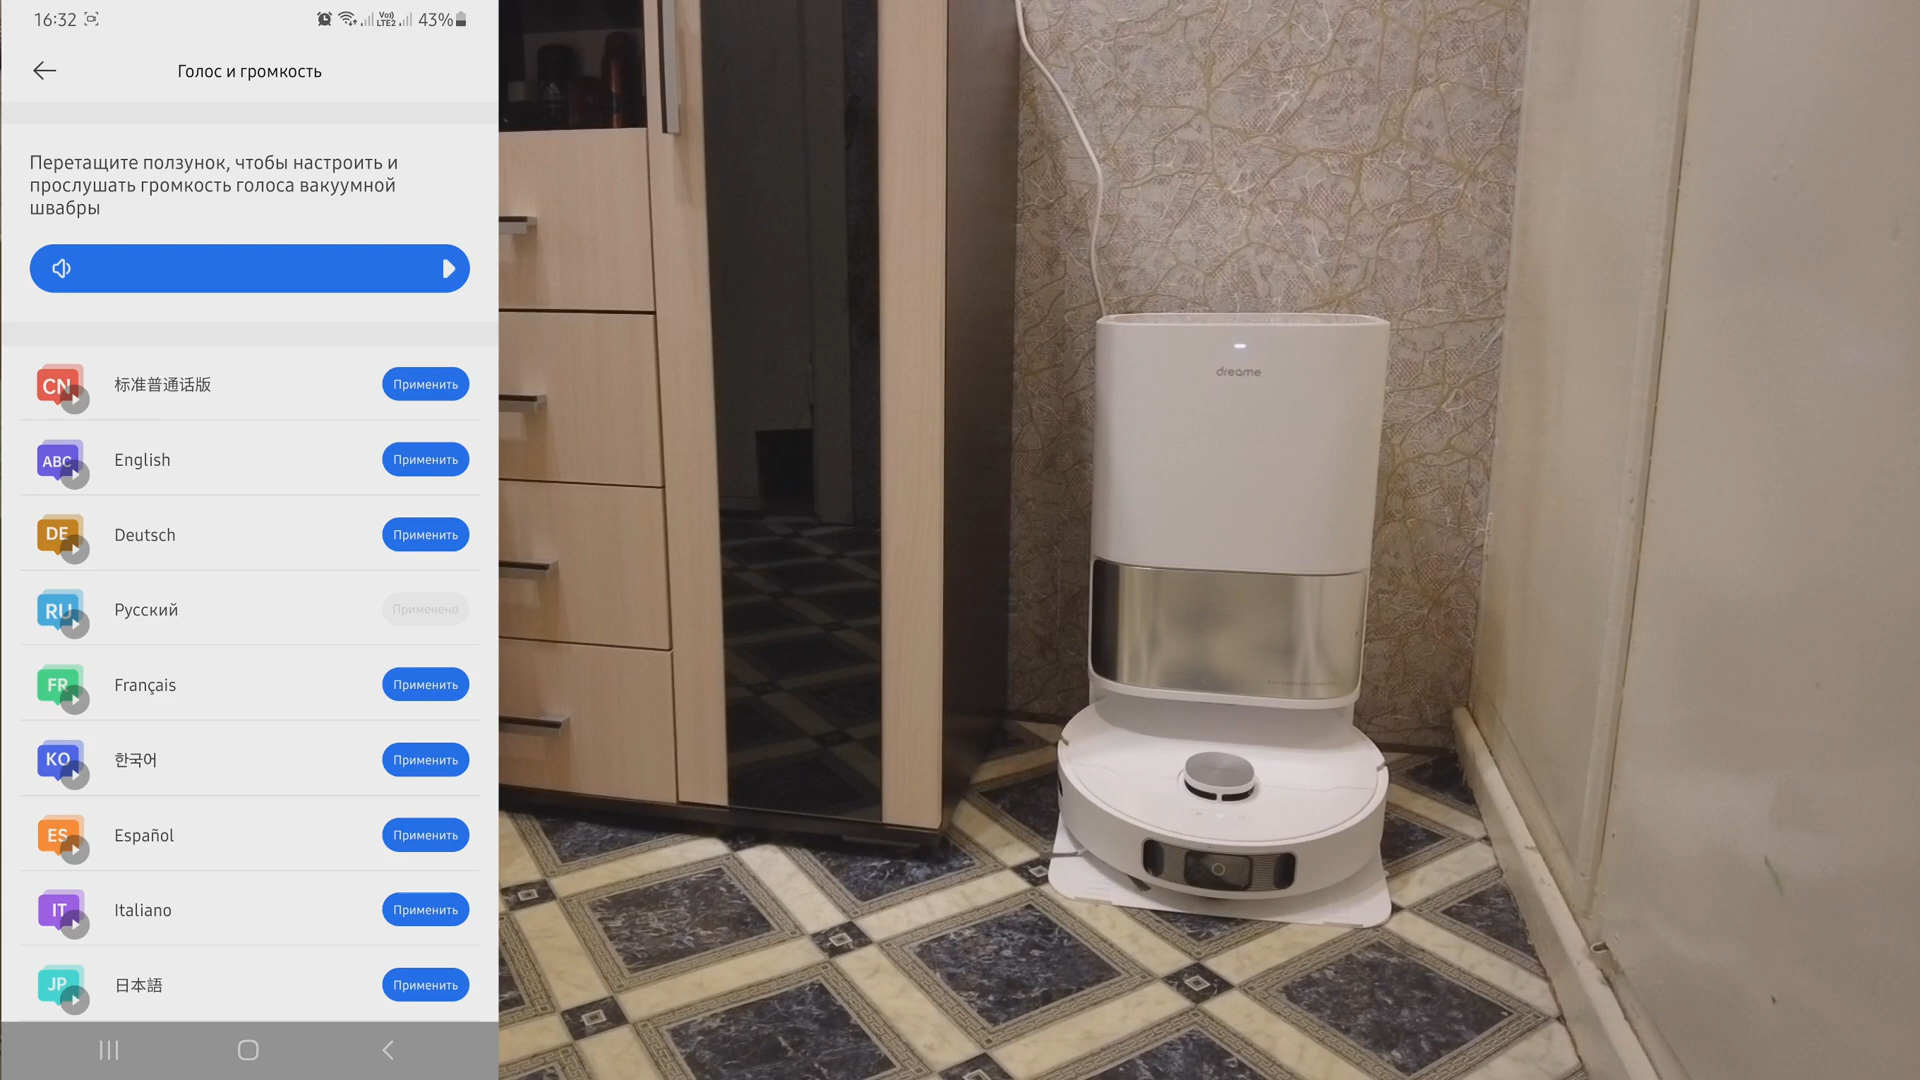 16:32
Vo))
LTE2
43%
Голос и громкость
Перетащите ползунок, чтобы настроить и
прослушать громкость голоса вакуумной
швабры
CN
标准普通话版
Применить
ABC
English
Применить
DE
Deutsch
Применить
RU
Русский
Применено
FR
Français
Применить
KO
한국어
Применить
ES
Español
Применить
IT
Italiano
Применить
JP
日本語
Применить
dreame